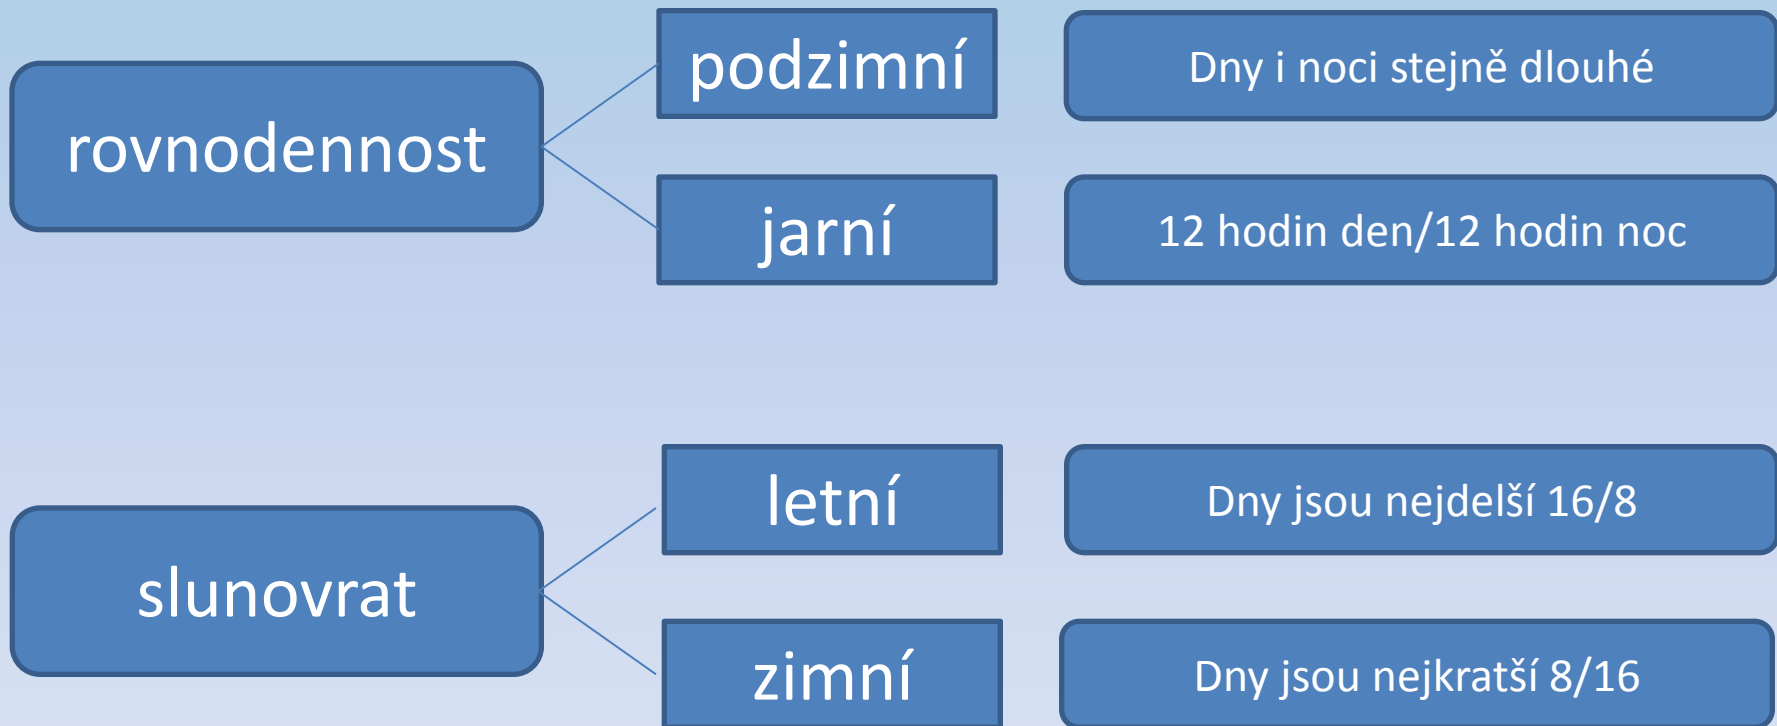 rovnodennost
podzimní
Dny i noci stejně dlouhé
jarní
12 hodin den/12 hodin noc
slunovrat
letní
Dny jsou nejdelší 16/8
zimní
Dny jsou nejkratší 8/16